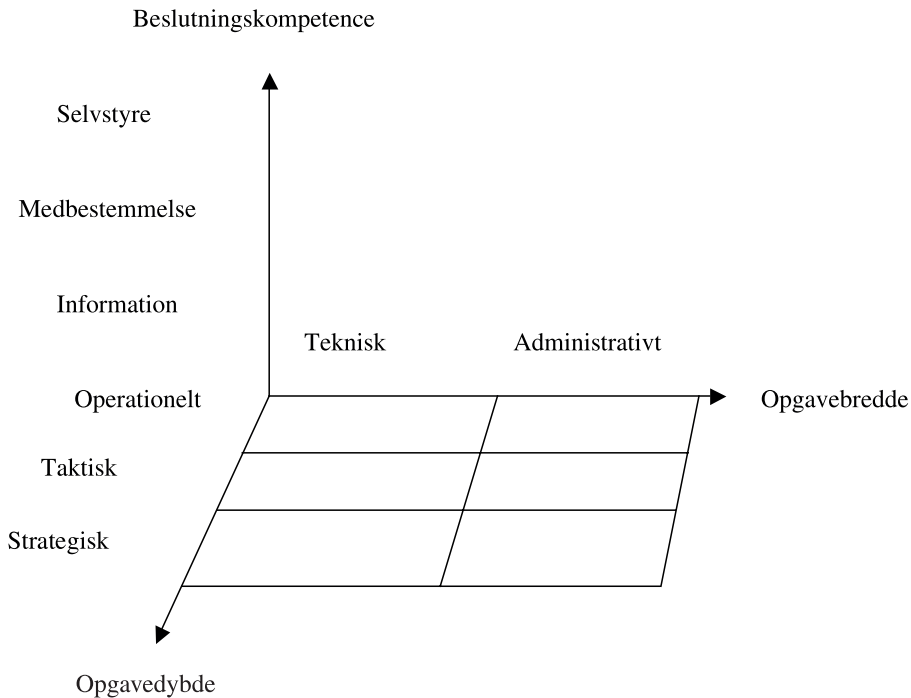 Beslutningskompetence
Selvstyre
Medbestemmelse
Information
Teknisk Administrativt
Operationelt Opgavebredde
Taktisk
Strategisk
Opgavedybde